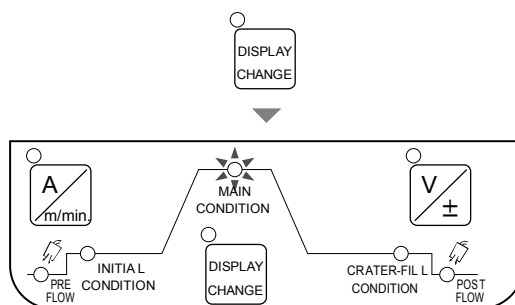 DISPLAY
CHANGE
A
m/min.
MAIN
CONDITION
V
±
PRE
FLOW
INITIAL
CONDITION
DISPLAY
CHANGE
CRATER-FILL
CONDITION
POST
FLOW